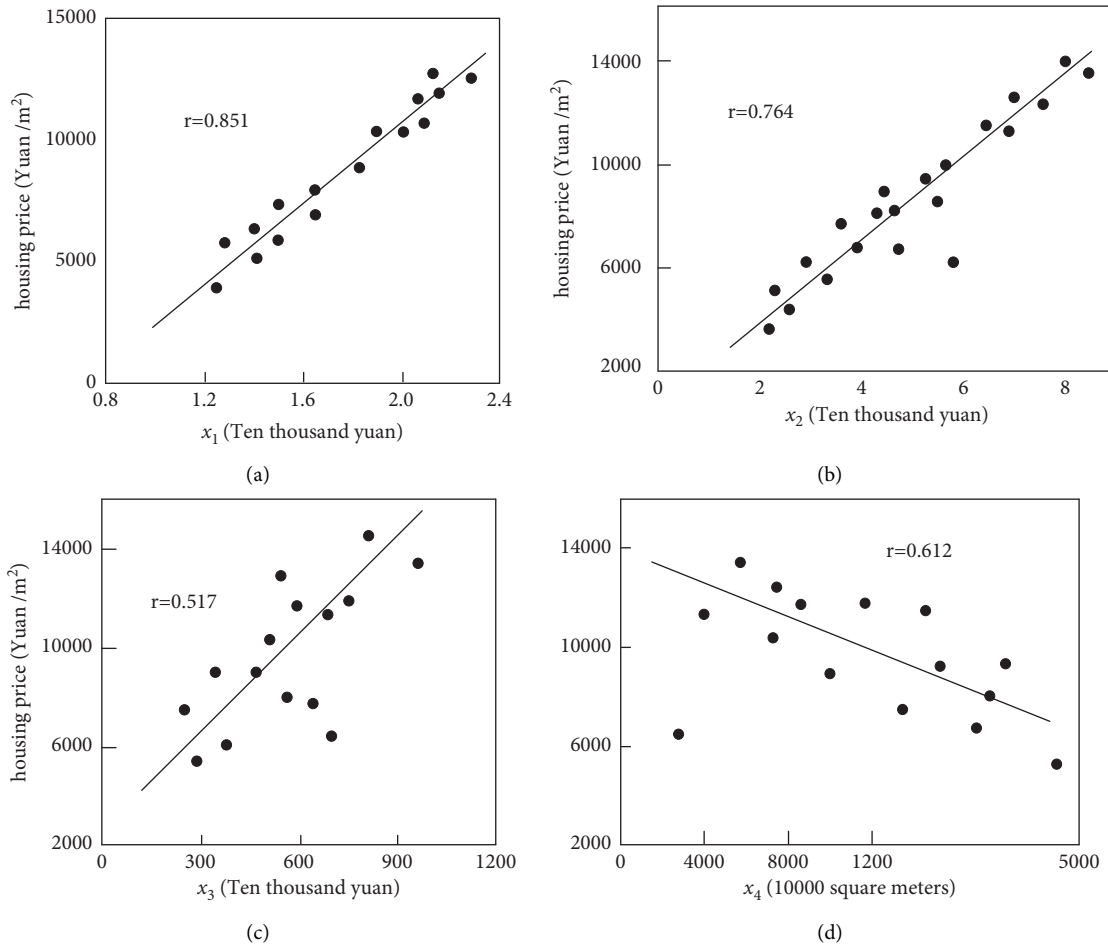 15000
10000
5000
0
housing price (Yuan /m²)
r=0.851
0.8 1.2 1.6 2.0 2.4
x₁ (Ten thousand yuan)
(a)
14000
10000
6000
2000
housing price (Yuan /m²)
r=0.764
0 2 4 6 8
x₂ (Ten thousand yuan)
(b)
14000
10000
6000
2000
housing price (Yuan /m²)
r=0.517
0 300 600 900 1200
x₃ (Ten thousand yuan)
(c)
14000
10000
6000
2000
r=0.612
0 4000 8000 1200 5000
x₄ (10000 square meters)
(d)